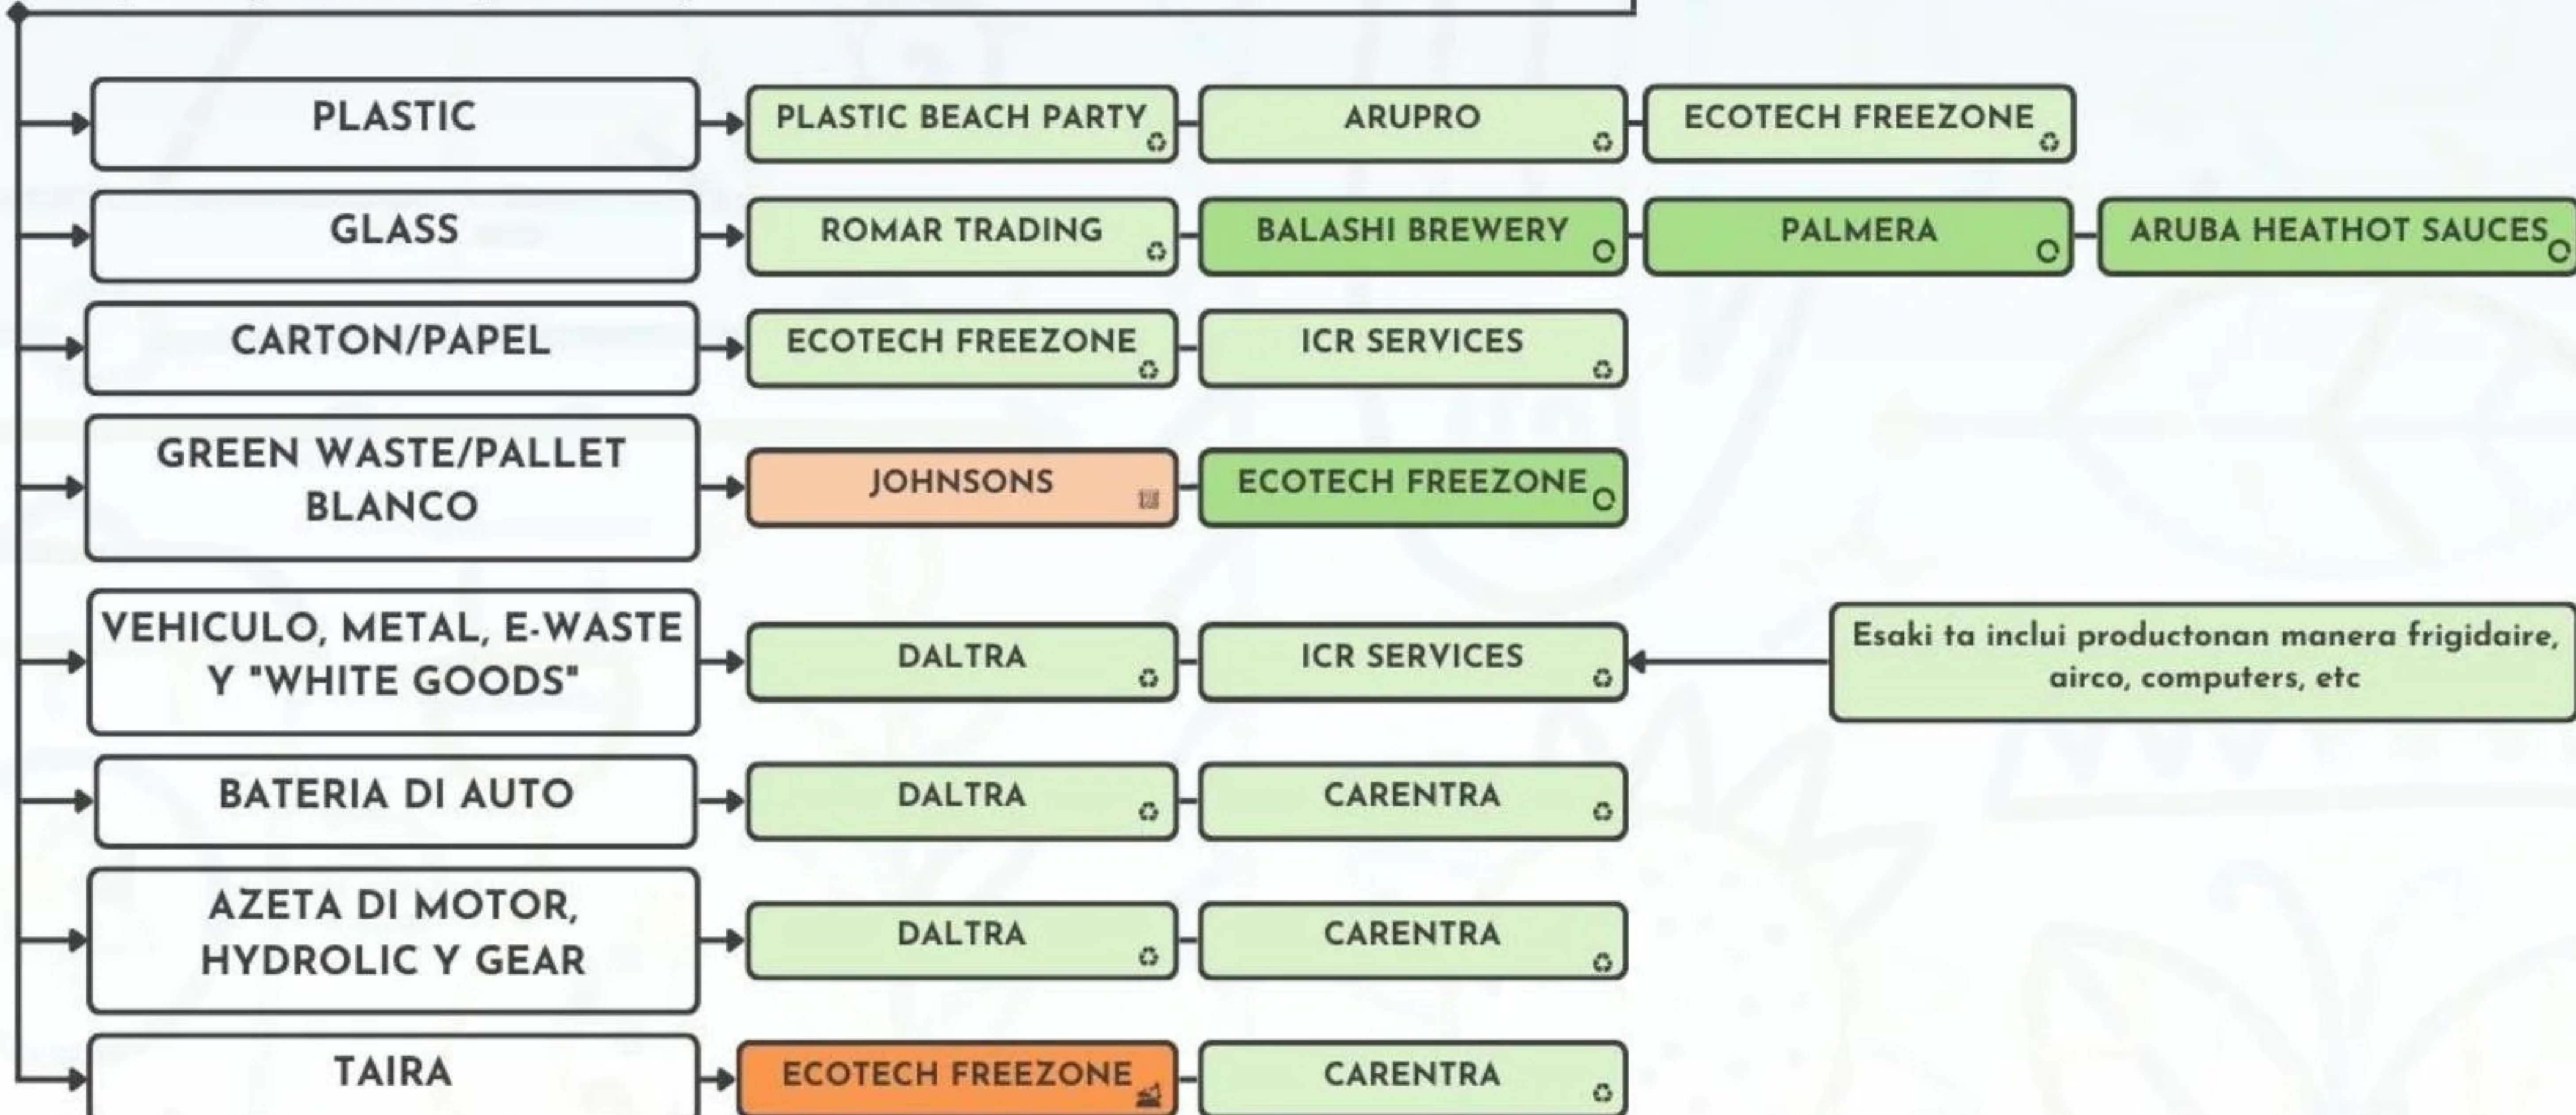 PLASTIC
PLASTIC BEACH PARTY
ARUPRO
ECOTECH FREEZONE
GLASS
ROMAR TRADING
BALASHI BREWERY
PALMERA
ARUBA HEATHOT SAUCES
CARTON/PAPEL
ECOTECH FREEZONE
ICR SERVICES
GREEN WASTE/PALLET
BLANCO
JOHNSONS
ECOTECH FREEZONE
VEHICULO, METAL, E-WASTE
Y "WHITE GOODS"
DALTRA
ICR SERVICES
Esaki ta inclui productonan manera frigidaire,
airco, computers, etc
BATERIA DI AUTO
DALTRA
CARENTRA
AZETA DI MOTOR,
HYDROLIC Y GEAR
DALTRA
CARENTRA
TAIRA
ECOTECH FREEZONE
CARENTRA